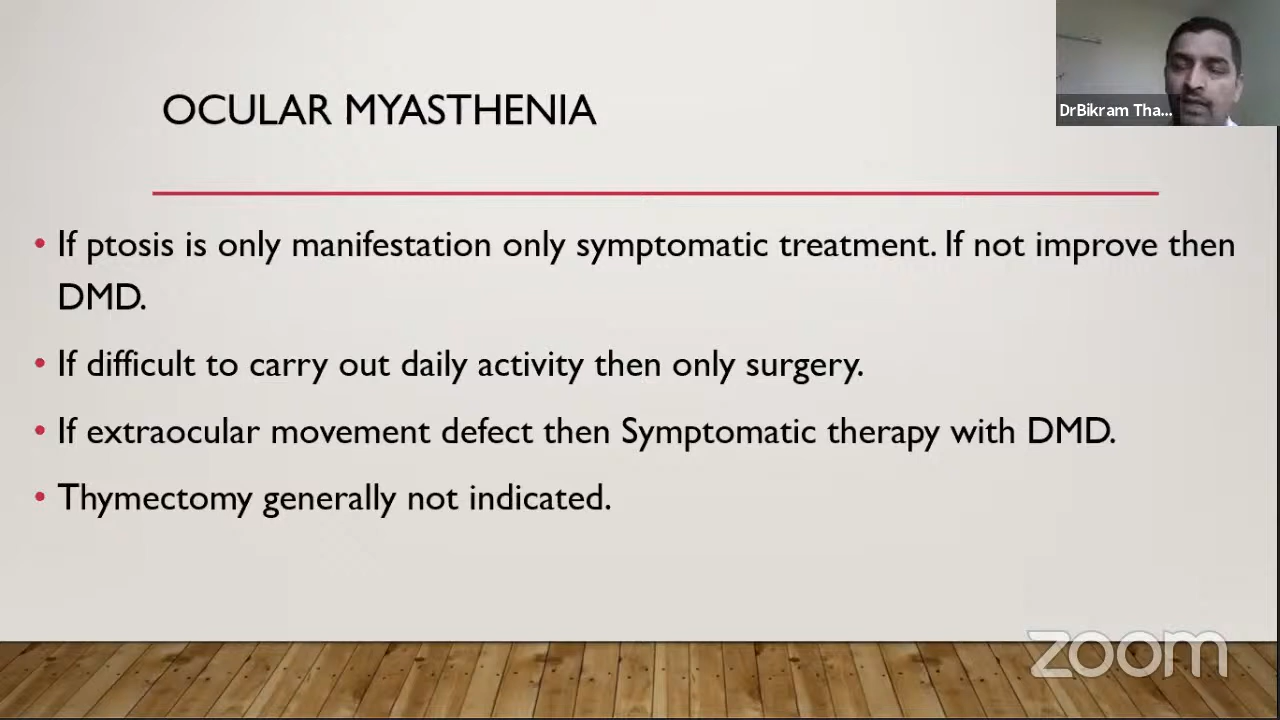 OCULAR MYASTHENIA
DrBikram Tha...
• If ptosis is only manifestation only symptomatic treatment. If not improve then
DMD.
• If difficult to carry out daily activity then only surgery.
• If extraocular movement defect then Symptomatic therapy with DMD.
• Thymectomy generally not indicated.
zoom